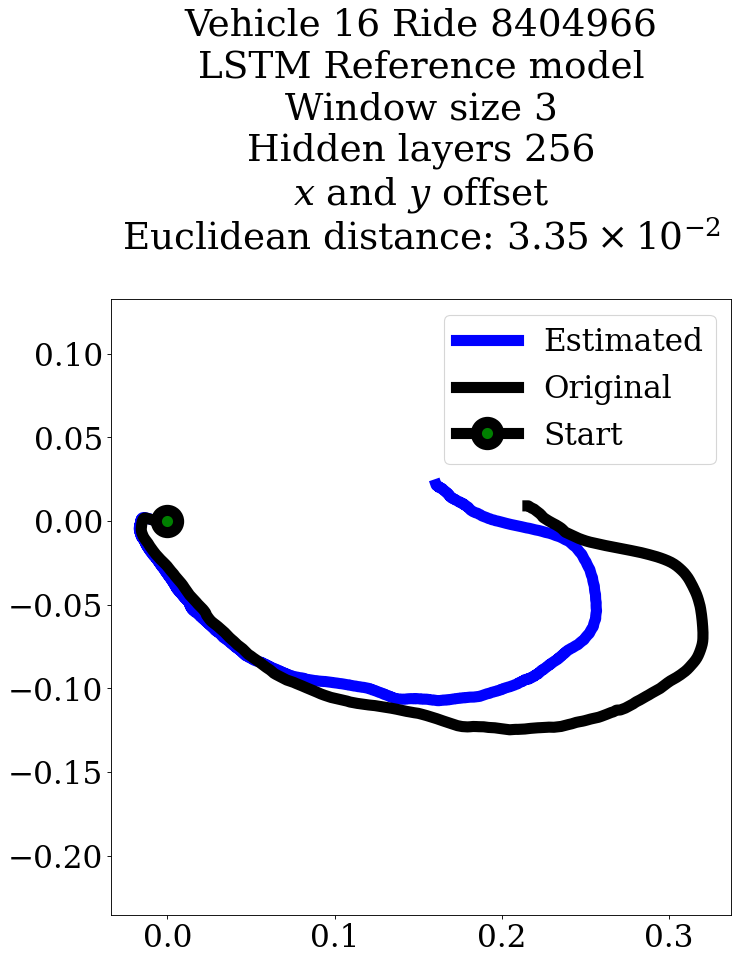 Vehicle 16 Ride 8404966
LSTM Reference model
Window size 3
Hidden layers 256
x and y offset
Euclidean distance: 3.35 × 10⁻²
Estimated
Original
Start
0.10
0.05
0.00
−0.05
−0.10
−0.15
−0.20
0.0 0.1 0.2 0.3